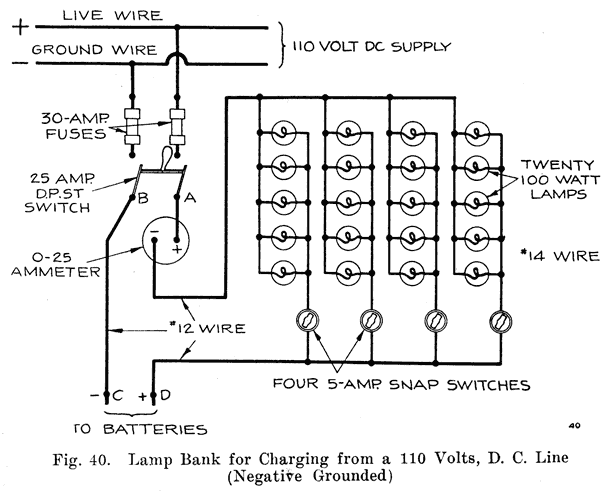 + LIVE WIRE
- GROUND WIRE
110 VOLT DC SUPPLY
30-AMP.
FUSES
25 AMP.
D.P.ST
SWITCH
B
A
- +
0-25
AMMETER
TWENTY
100 WATT
LAMPS
#14 WIRE
#12 WIRE
FOUR 5-AMP. SNAP SWITCHES
- C + D
TO BATTERIES
40
Fig. 40. Lamp Bank for Charging from a 110 Volts, D. C. Line
(Negative Grounded)